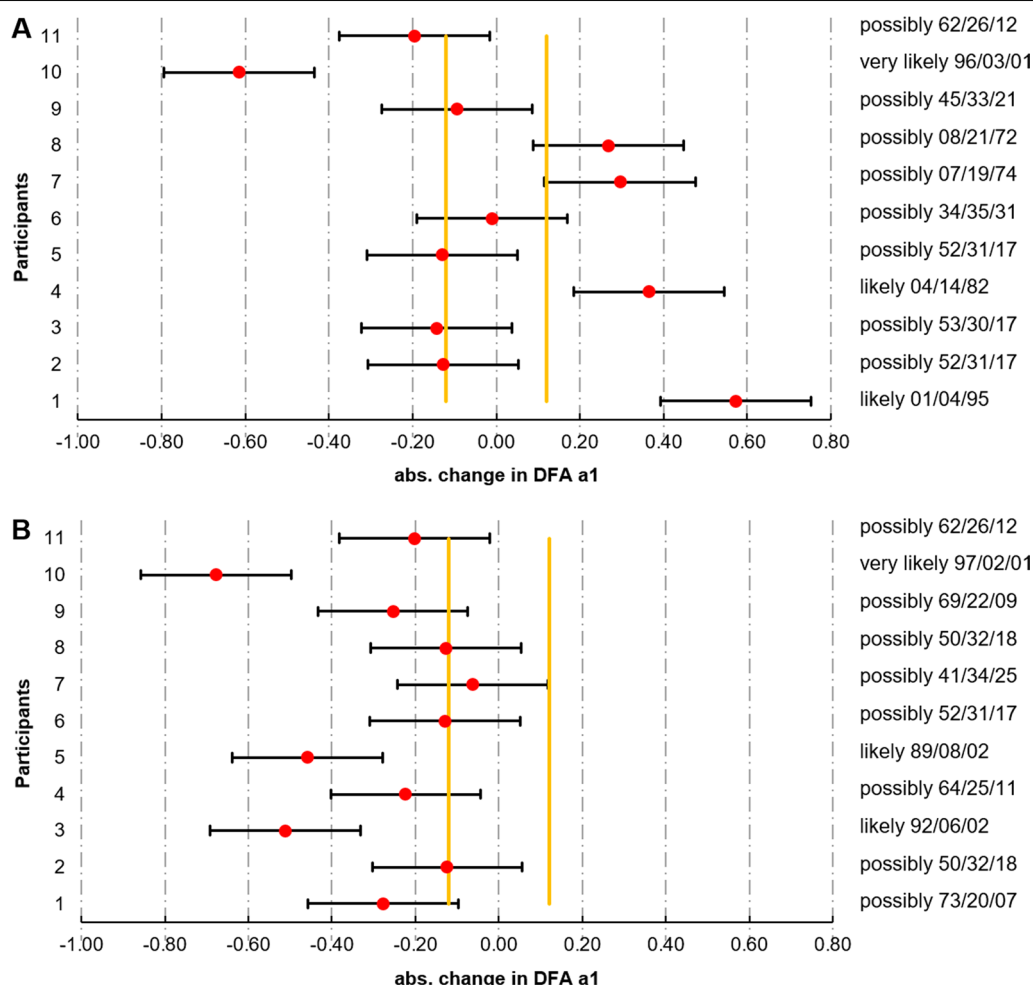 A
11 possibly 62/26/12
10 very likely 96/03/01
9 possibly 45/33/21
8 possibly 08/21/72
7 possibly 07/19/74
6 possibly 34/35/31
5 possibly 52/31/17
4 likely 04/14/82
3 possibly 53/30/17
2 possibly 52/31/17
1 likely 01/04/95
Participants
-1.00 -0.80 -0.60 -0.40 -0.20 0.00 0.20 0.40 0.60 0.80
abs. change in DFA a1
B
11 possibly 62/26/12
10 very likely 97/02/01
9 possibly 69/22/09
8 possibly 50/32/18
7 possibly 41/34/25
6 possibly 52/31/17
5 likely 89/08/02
4 possibly 64/25/11
3 likely 92/06/02
2 possibly 50/32/18
1 possibly 73/20/07
Participants
-1.00 -0.80 -0.60 -0.40 -0.20 0.00 0.20 0.40 0.60 0.80
abs. change in DFA a1